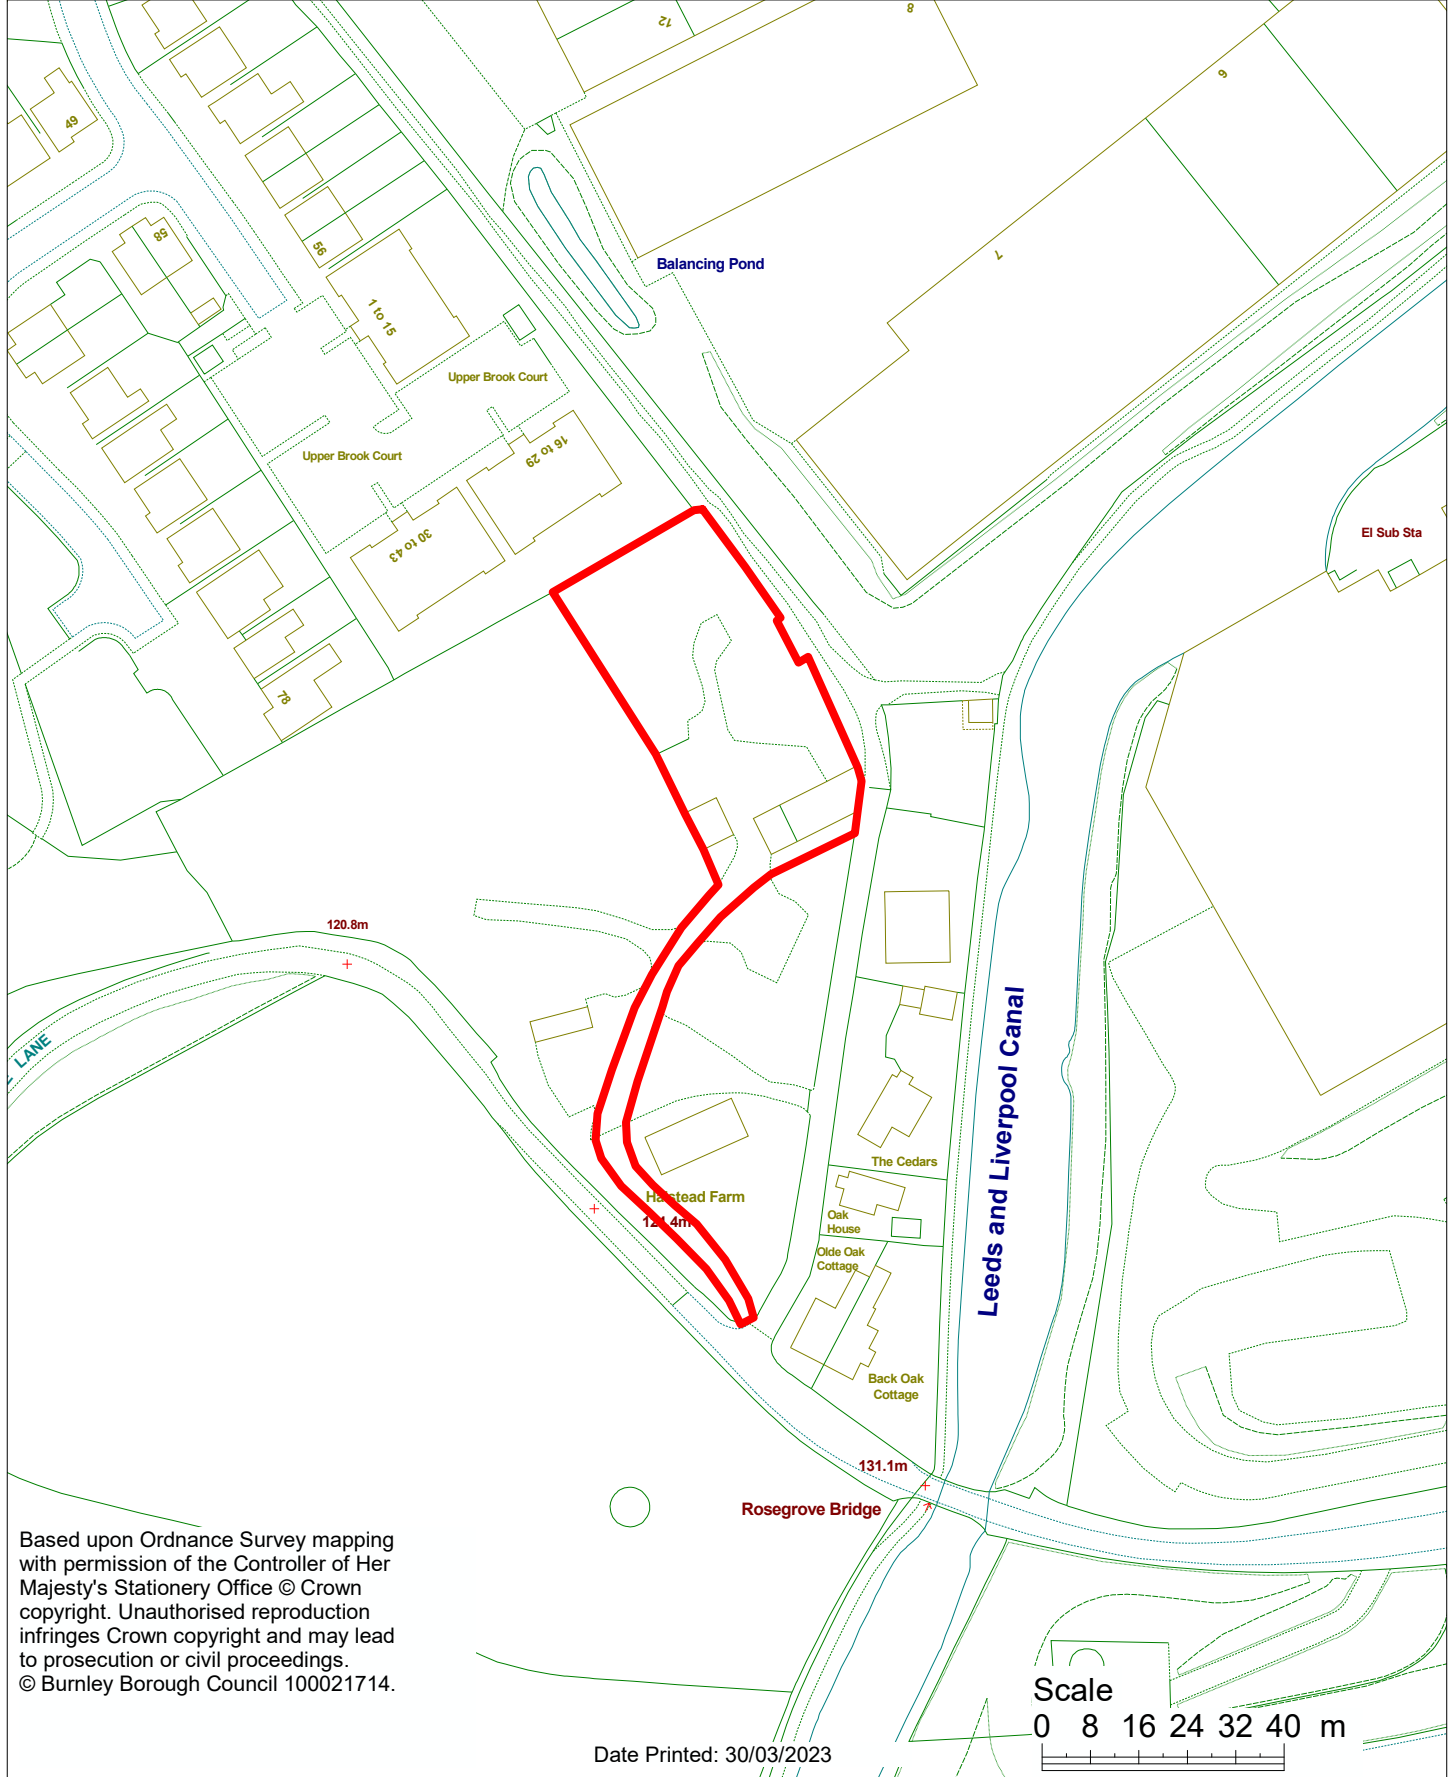 12
8
6
49
58
56
1 to 15
7
Balancing Pond
Upper Brook Court
Upper Brook Court
16 to 29
30 to 43
El Sub Sta
78
120.8m
LANE
Leeds and Liverpool Canal
The Cedars
Halstead Farm
Oak
House
Olde Oak
Cottage
Back Oak
Cottage
131.1m
Rosegrove Bridge
Based upon Ordnance Survey mapping
with permission of the Controller of Her
Majesty's Stationery Office © Crown
copyright. Unauthorised reproduction
infringes Crown copyright and may lead
to prosecution or civil proceedings.
© Burnley Borough Council 100021714.
Scale
0 8 16 24 32 40 m
Date Printed: 30/03/2023